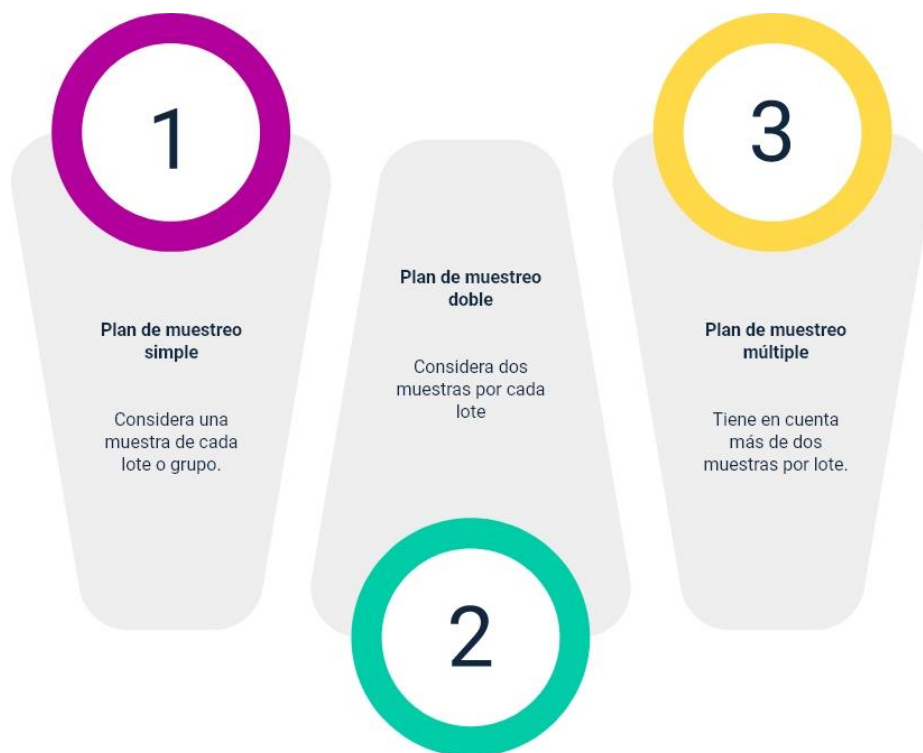 1
Plan de muestreo
simple
Considera una
muestra de cada
lote o grupo.
Plan de muestreo
doble
Considera dos
muestras por cada
lote
2
3
Plan de muestreo
múltiple
Tiene en cuenta
más de dos
muestras por lote.